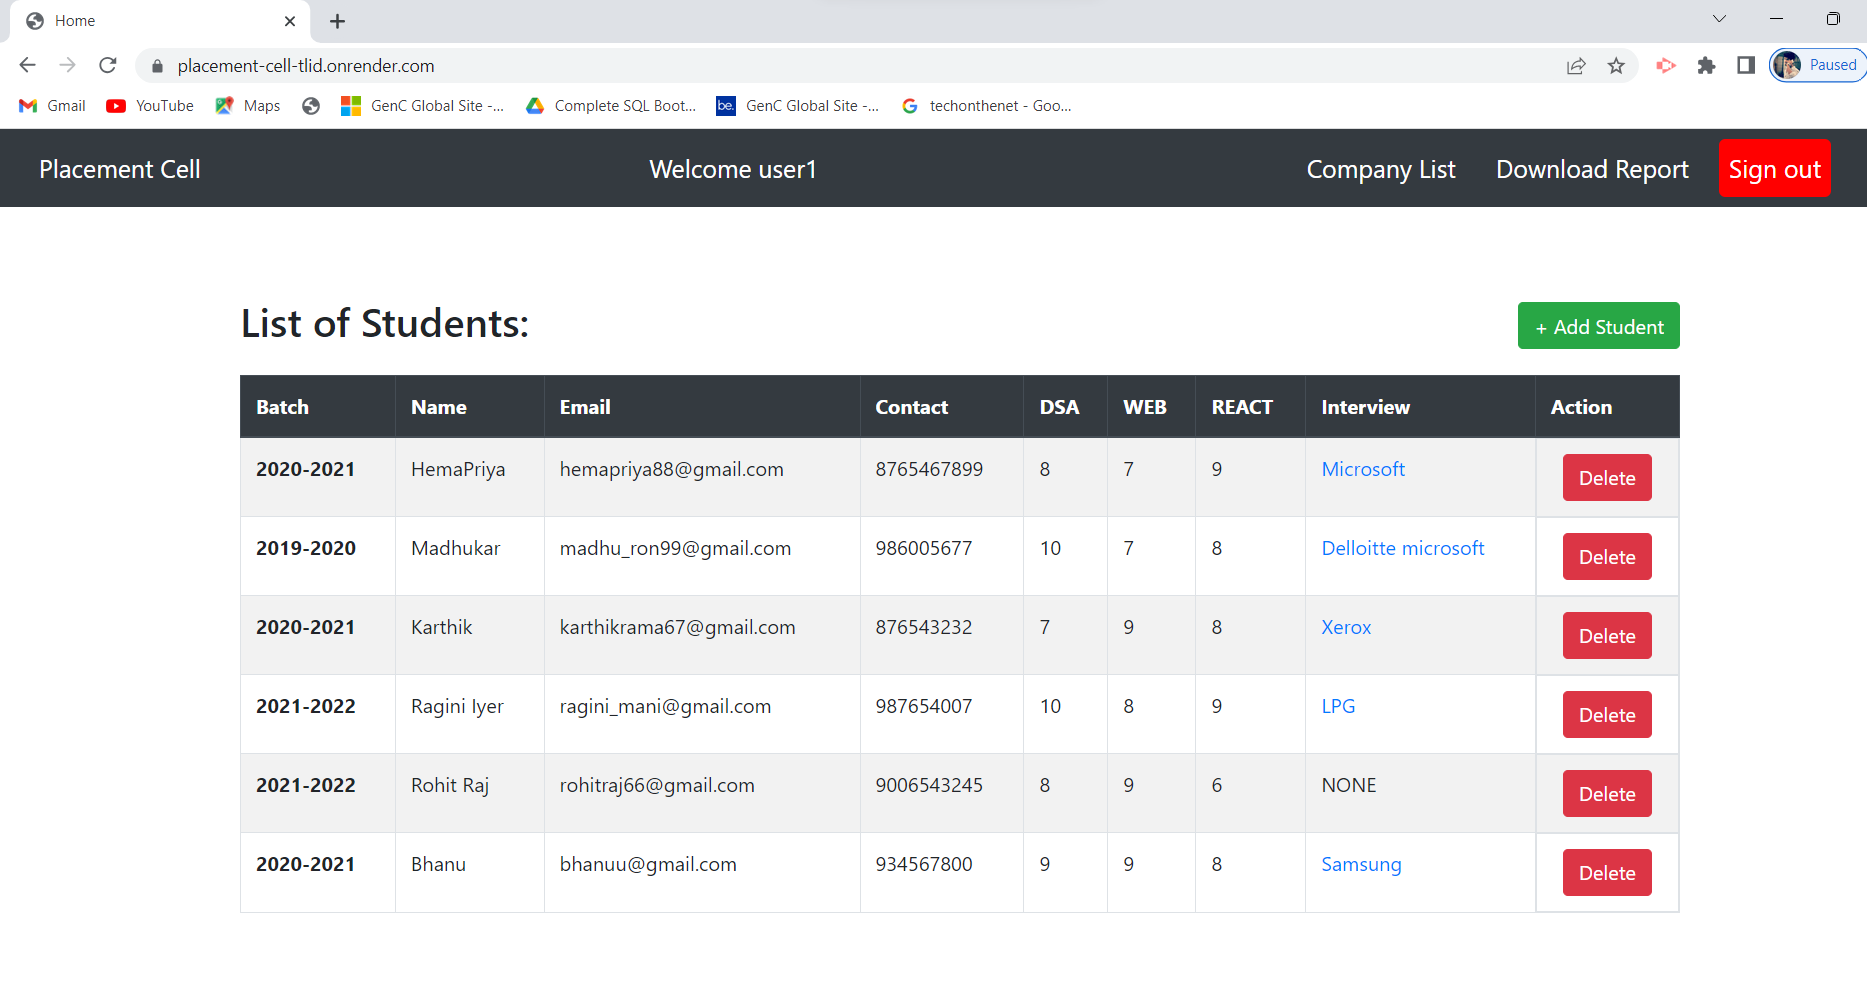 Home
placement-cell-tlid.onrender.com
Paused
Gmail YouTube Maps GenC Global Site -... Complete SQL Boot... be. GenC Global Site -... techonthenet - Goo...
Placement Cell Welcome user1 Company List Download Report Sign out
List of Students: + Add Student
Batch Name Email Contact DSA WEB REACT Interview Action
2020-2021 HemaPriya hemapriya88@gmail.com 8765467899 8 7 9 Microsoft Delete
2019-2020 Madhukar madhu_ron99@gmail.com 986005677 10 7 8 Delloitte microsoft Delete
2020-2021 Karthik karthikrama67@gmail.com 876543232 7 9 8 Xerox Delete
2021-2022 Ragini Iyer ragini_mani@gmail.com 987654007 10 8 9 LPG Delete
2021-2022 Rohit Raj rohitraj66@gmail.com 9006543245 8 9 6 NONE Delete
2020-2021 Bhanu bhanuu@gmail.com 934567800 9 9 8 Samsung Delete